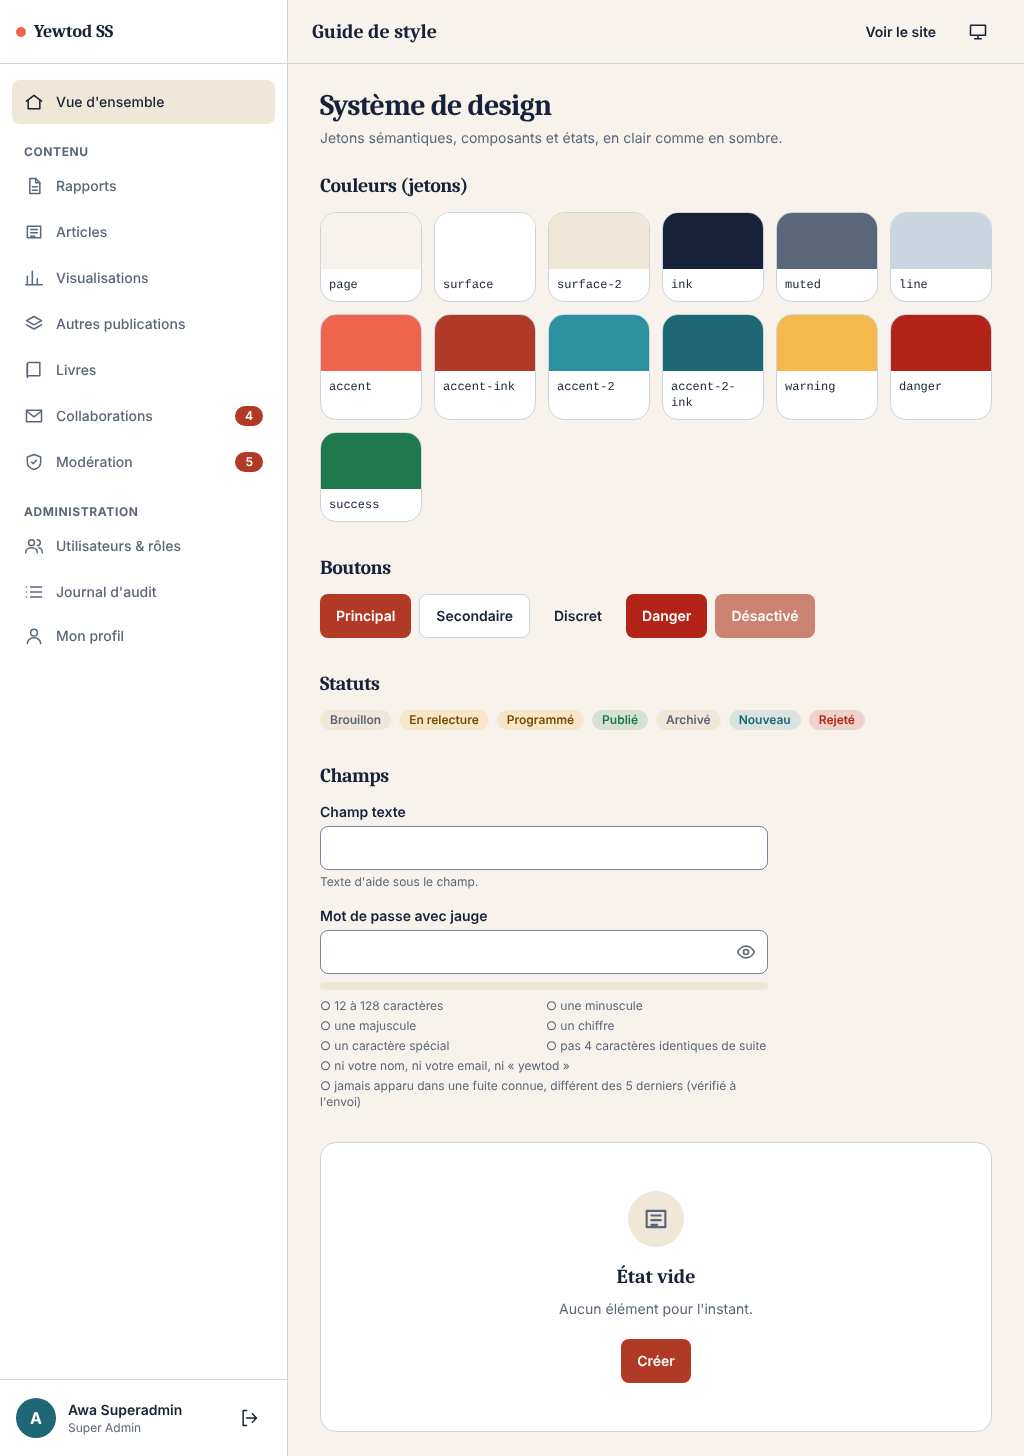 Yewtod SS
Guide de style
Voir le site
Vue d'ensemble
CONTENU
Rapports
Articles
Visualisations
Autres publications
Livres
Collaborations
4
Modération
5
ADMINISTRATION
Utilisateurs & rôles
Journal d'audit
Mon profil
Awa Superadmin
Super Admin
A
Système de design
Jetons sémantiques, composants et états, en clair comme en sombre.
Couleurs (jetons)
page
surface
surface-2
ink
muted
line
accent
accent-ink
accent-2
accent-2-
ink
warning
danger
success
Boutons
Principal
Secondaire
Discret
Danger
Désactivé
Statuts
Brouillon
En relecture
Programmé
Publié
Archivé
Nouveau
Rejeté
Champs
Champ texte
Texte d'aide sous le champ.
Mot de passe avec jauge
12 à 128 caractères
une minuscule
une majuscule
un chiffre
un caractère spécial
pas 4 caractères identiques de suite
ni votre nom, ni votre email, ni « yewtod »
jamais apparu dans une fuite connue, différent des 5 derniers (vérifié à
l'envoi)
État vide
Aucun élément pour l'instant.
Créer